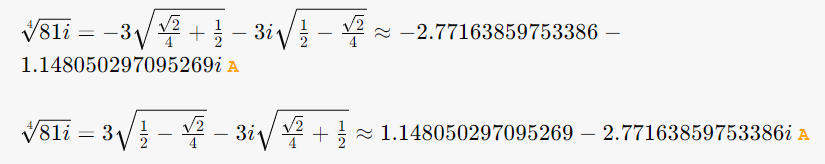 ∜81i = −3√(√2/4 + 1/2) − 3i√(1/2 − √2/4) ≈ −2.77163859753386 −
1.148050297095269i A
∜81i = 3√(1/2 − √2/4) − 3i√(√2/4 + 1/2) ≈ 1.148050297095269 − 2.77163859753386i A